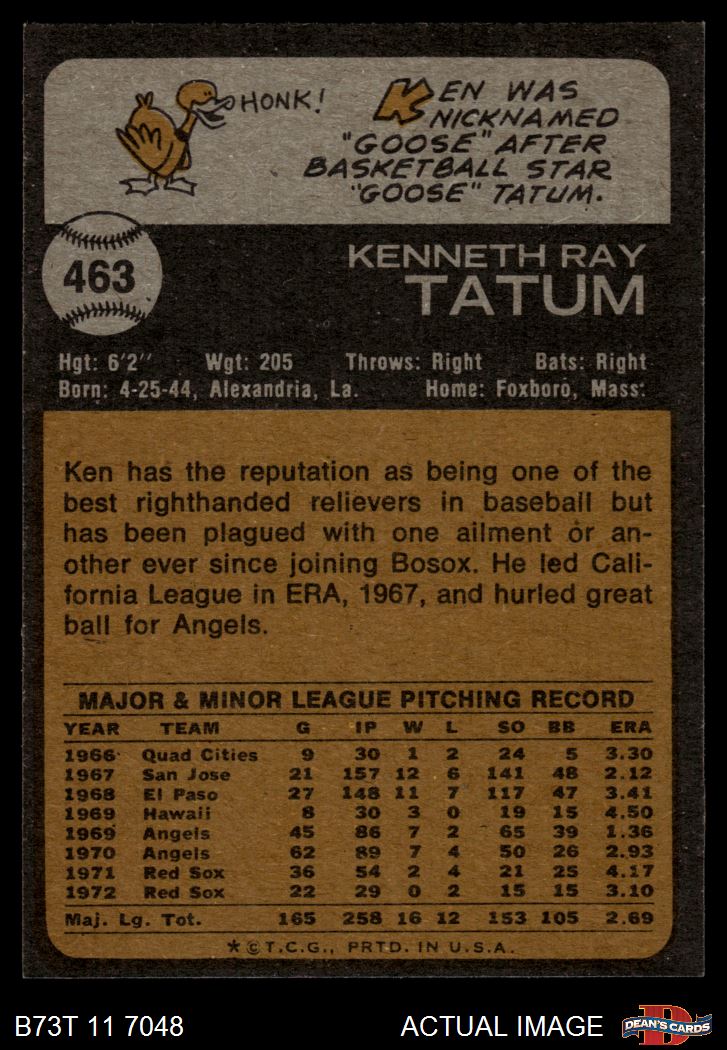 HONK!
KEN WAS
NICKNAMED
"GOOSE" AFTER
BASKETBALL STAR
"GOOSE" TATUM.
463
KENNETH RAY
TATUM
Hgt: 6'2" Wgt: 205 Throws: Right Bats: Right
Born: 4-25-44, Alexandria, La. Home: Foxboro, Mass.
Ken has the reputation as being one of the
best righthanded relievers in baseball but
has been plagued with one ailment or an-
other ever since joining Bosox. He led Cali-
fornia League in ERA, 1967, and hurled great
ball for Angels.
MAJOR & MINOR LEAGUE PITCHING RECORD
YEAR TEAM G IP W L SO BB ERA
1966 Quad Cities 9 30 1 2 24 5 3.30
1967 San Jose 21 157 12 6 141 48 2.12
1968 El Paso 27 148 11 7 117 47 3.41
1969 Hawaii 8 30 3 0 19 15 4.50
1969 Angels 45 86 7 2 65 39 1.36
1970 Angels 62 89 7 4 50 26 2.93
1971 Red Sox 36 54 2 4 21 25 4.17
1972 Red Sox 22 29 0 2 15 15 3.10
Maj. Lg. Tot. 165 258 16 12 153 105 2.69
* © T.C.G., PRTD. IN U.S.A.
B73T 11 7048 ACTUAL IMAGE
D
DEAN'S CARDS